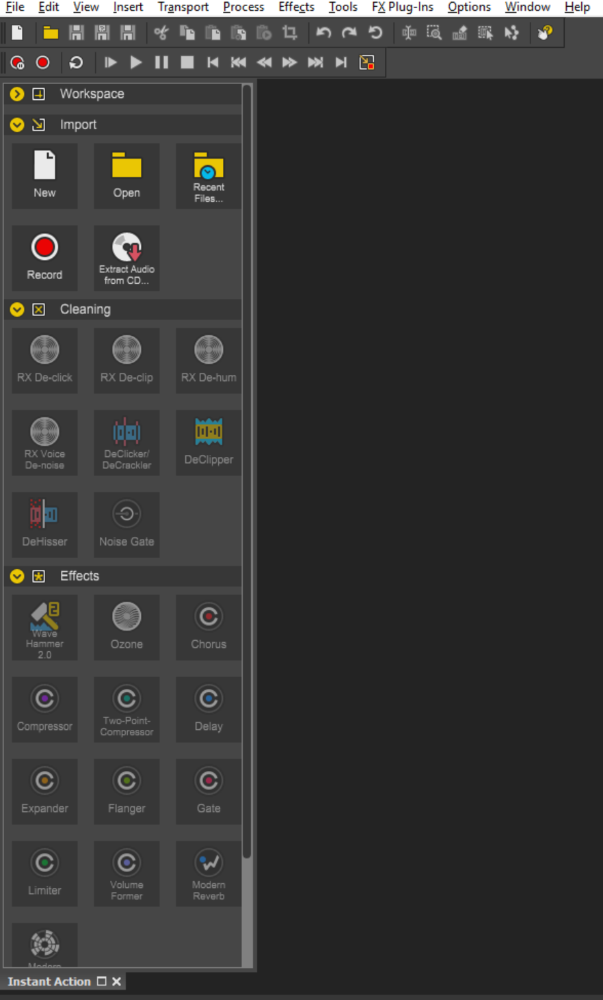 File Edit View Insert Transport Process Effects Tools FX Plug-Ins Options Window Help
Workspace
Import
New
Open
Recent
Files...
Record
Extract Audio
from CD...
Cleaning
RX De-click
RX De-clip
RX De-hum
RX Voice
De-noise
DeClicker/
DeCrackler
DeClipper
DeHisser
Noise Gate
Effects
Wave
Hammer
2.0
Ozone
Chorus
Compressor
Two-Point-
Compressor
Delay
Expander
Flanger
Gate
Limiter
Volume
Former
Modern
Reverb
Modern
Instant Action